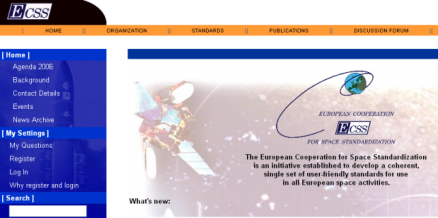 ECSS
HOME || ORGANIZATION || STANDARDS || PUBLICATIONS || DISCUSSION FORUM
[ Home ]
Agenda 2006
Background
Contact Details
Events
News Archive
[ My Settings ]
My Questions
Register
Log In
Why register and login
[ Search ]
EUROPEAN COOPERATION
ECSS
FOR SPACE STANDARDIZATION
The European Cooperation for Space Standardization
is an initiative established to develop a coherent,
single set of user-friendly standards for use
in all European space activities.
What's new: